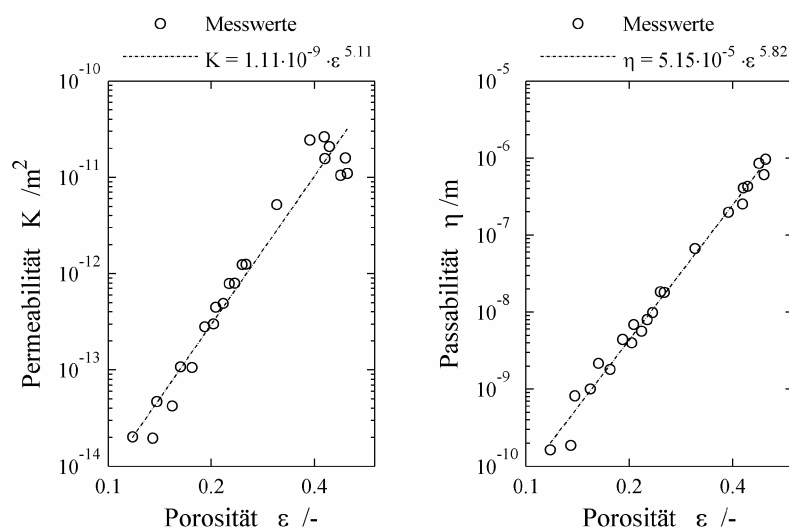 Messwerte
K = 1.11·10⁻⁹ ·ε⁵·¹¹
10⁻¹⁰
10⁻¹¹
10⁻¹²
10⁻¹³
10⁻¹⁴
Permeabilität K /m²
0.1 0.2 0.4
Porosität ε /-
Messwerte
η = 5.15·10⁻⁵ ·ε⁵·⁸²
10⁻⁵
10⁻⁶
10⁻⁷
10⁻⁸
10⁻⁹
10⁻¹⁰
Passabilität η /m
0.1 0.2 0.4
Porosität ε /-